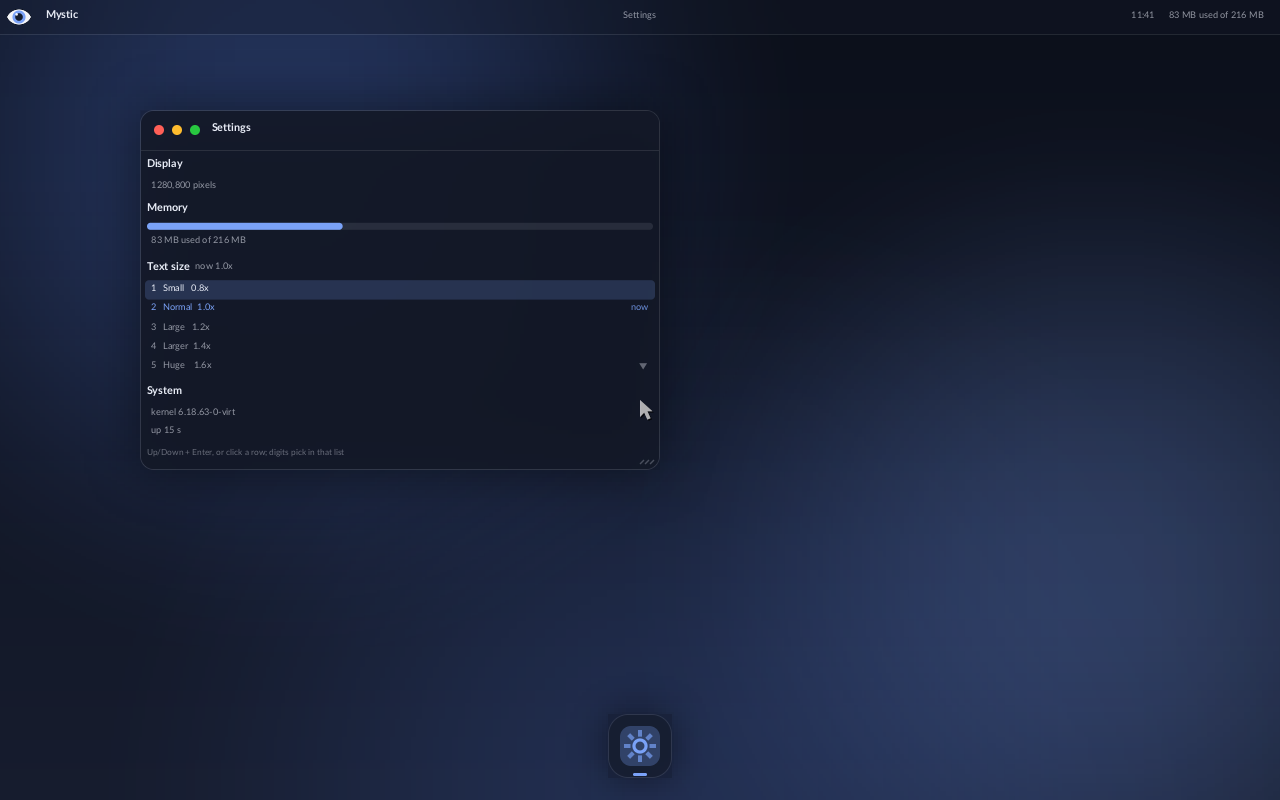 Mystic Settings 11:41 83 MB used of 216 MB
Settings
Display
1280,800 pixels
Memory
83 MB used of 216 MB
Text size now 1.0x
1 Small 0.8x
2 Normal 1.0x now
3 Large 1.2x
4 Larger 1.4x
5 Huge 1.6x
System
kernel 6.18.63-0-virt
up 15 s
Up/Down + Enter, or click a row; digits pick in that list